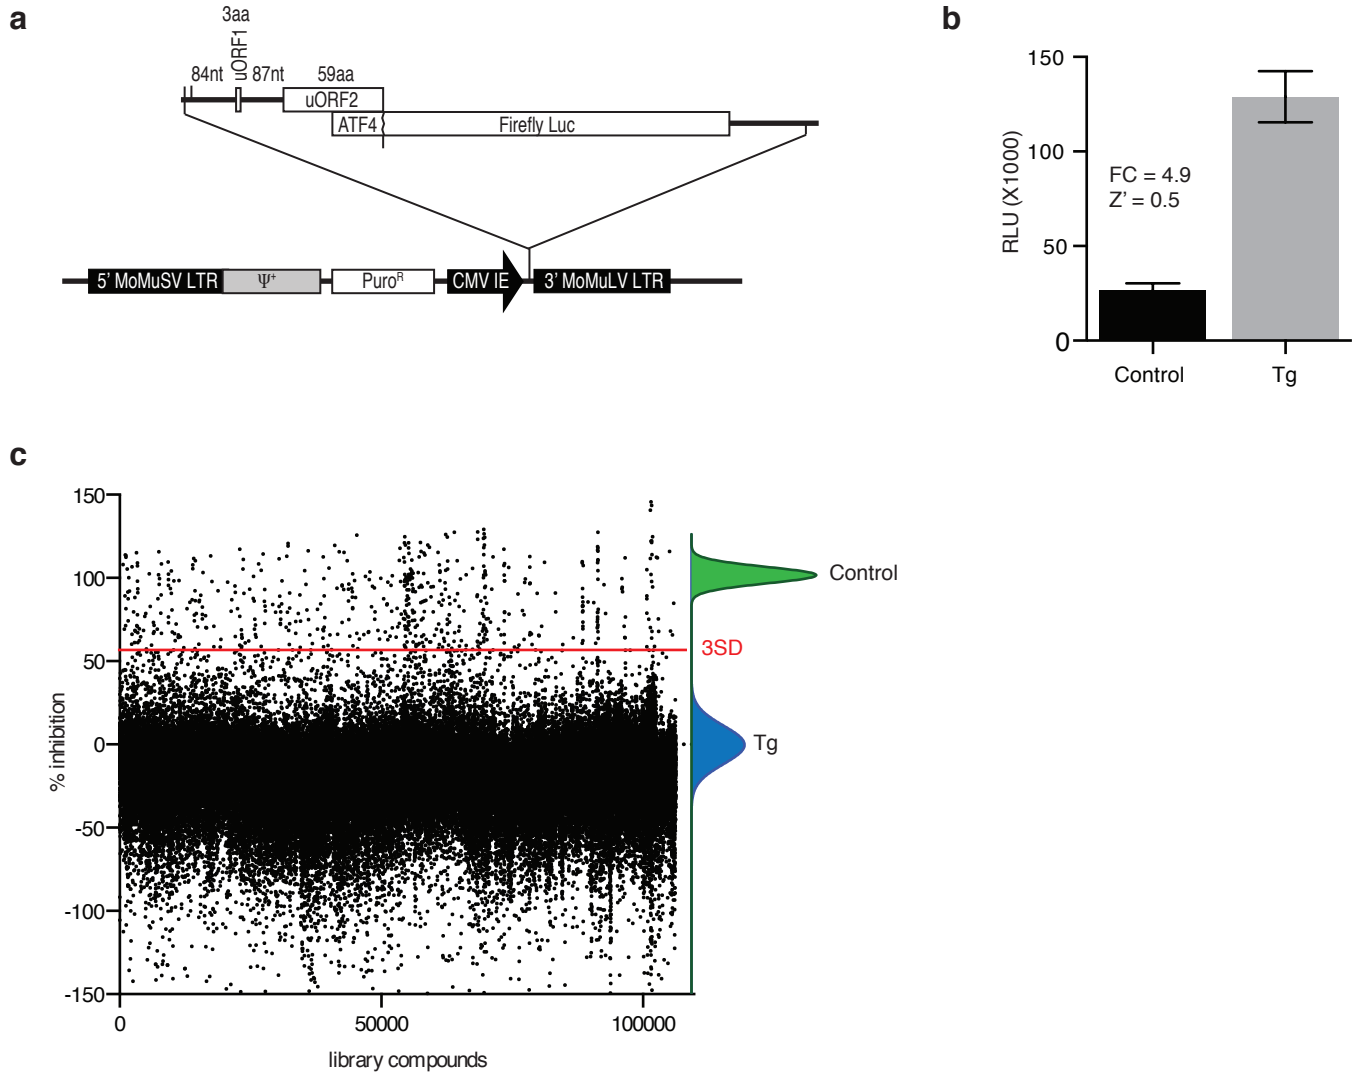 a
3aa
84nt
uORF1
87nt
59aa
uORF2
ATF4
Firefly Luc
5' MoMuSV LTR
Ψ+
PuroR
CMV IE
3' MoMuLV LTR
b
150
100
50
0
RLU (X1000)
FC = 4.9
Z' = 0.5
Control
Tg
c
150
100
50
0
-50
-100
-150
% inhibition
0
50000
100000
library compounds
Control
3SD
Tg